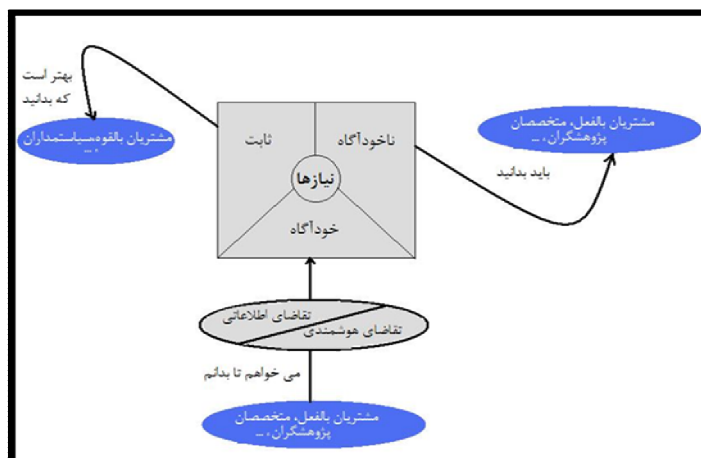 بهتر است
که بدانید
مشتریان بالقوه،سیاستمداران
، ...
ثابت
ناخودآگاه
نیازها
خودآگاه
مشتریان بالفعل، متخصصان
پژوهشگران، ...
باید بدانید
تقاضای اطلاعاتی
تقاضای هوشمندی
می خواهم تا بدانم
مشتریان بالفعل، متخصصان
پژوهشگران، ...